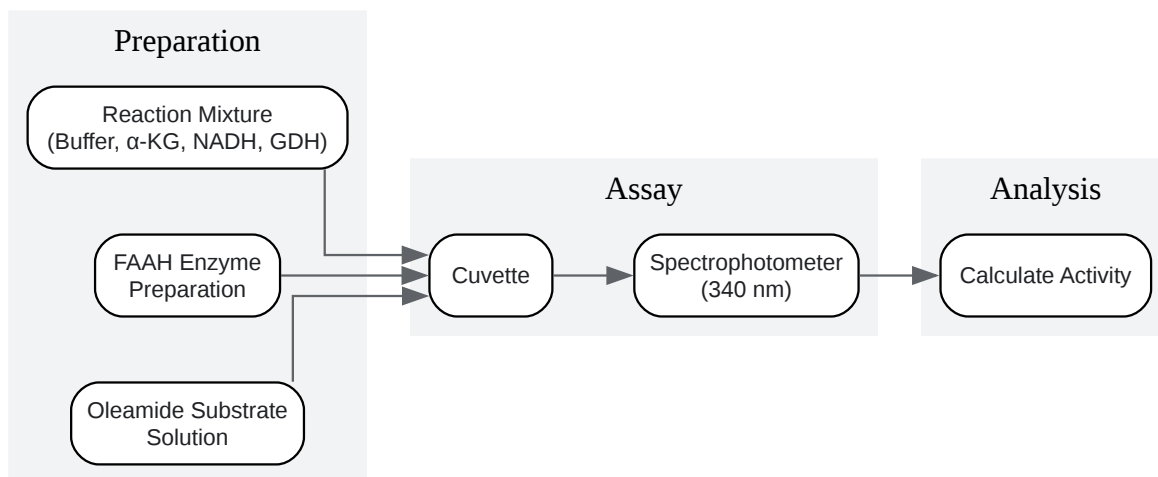 Preparation
Reaction Mixture
(Buffer, α-KG, NADH, GDH)
FAAH Enzyme
Preparation
Oleamide Substrate
Solution
Assay
Cuvette
Spectrophotometer
(340 nm)
Analysis
Calculate Activity